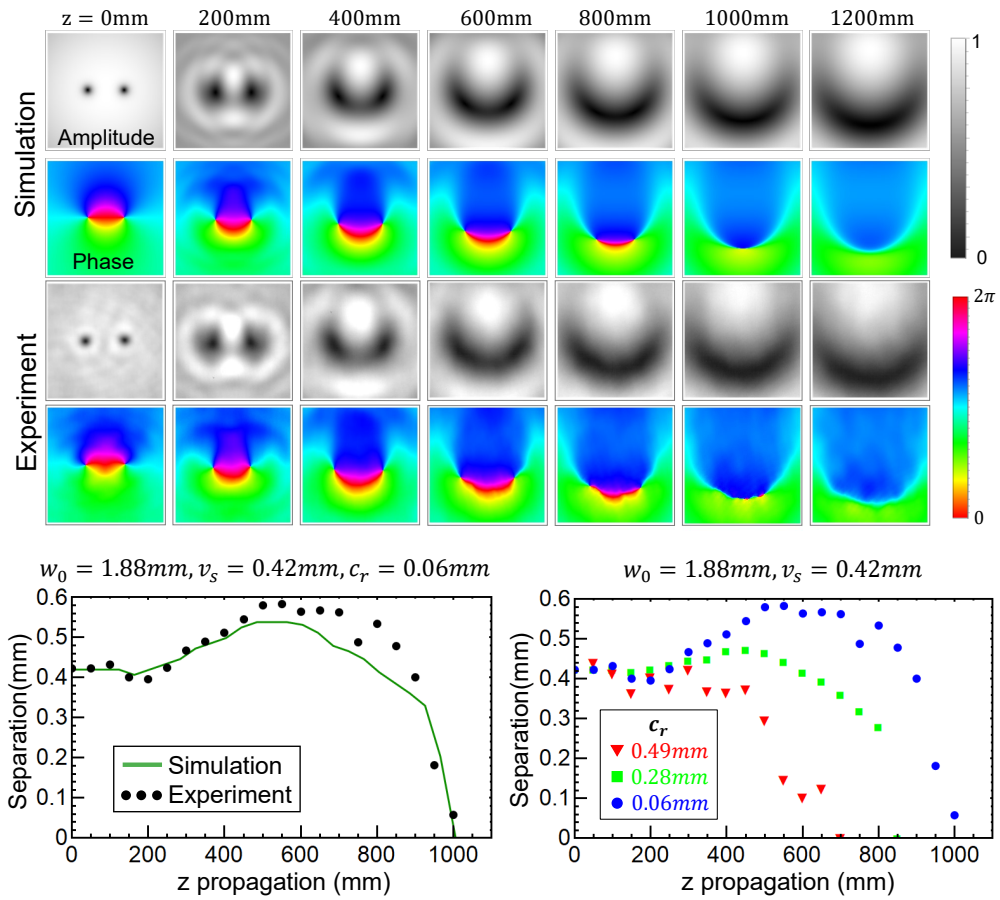 z = 0mm 200mm 400mm 600mm 800mm 1000mm 1200mm
Simulation
Amplitude
Phase
1
0
Experiment
2π
0
w₀ = 1.88mm, vₛ = 0.42mm, cᵣ = 0.06mm
Separation(mm)
0.6
0.5
0.4
0.3
0.2
0.1
0
Simulation
Experiment
0 200 400 600 800 1000
z propagation (mm)
w₀ = 1.88mm, vₛ = 0.42mm
Separation(mm)
0.6
0.5
0.4
0.3
0.2
0.1
0
cᵣ
0.49mm
0.28mm
0.06mm
0 200 400 600 800 1000
z propagation (mm)